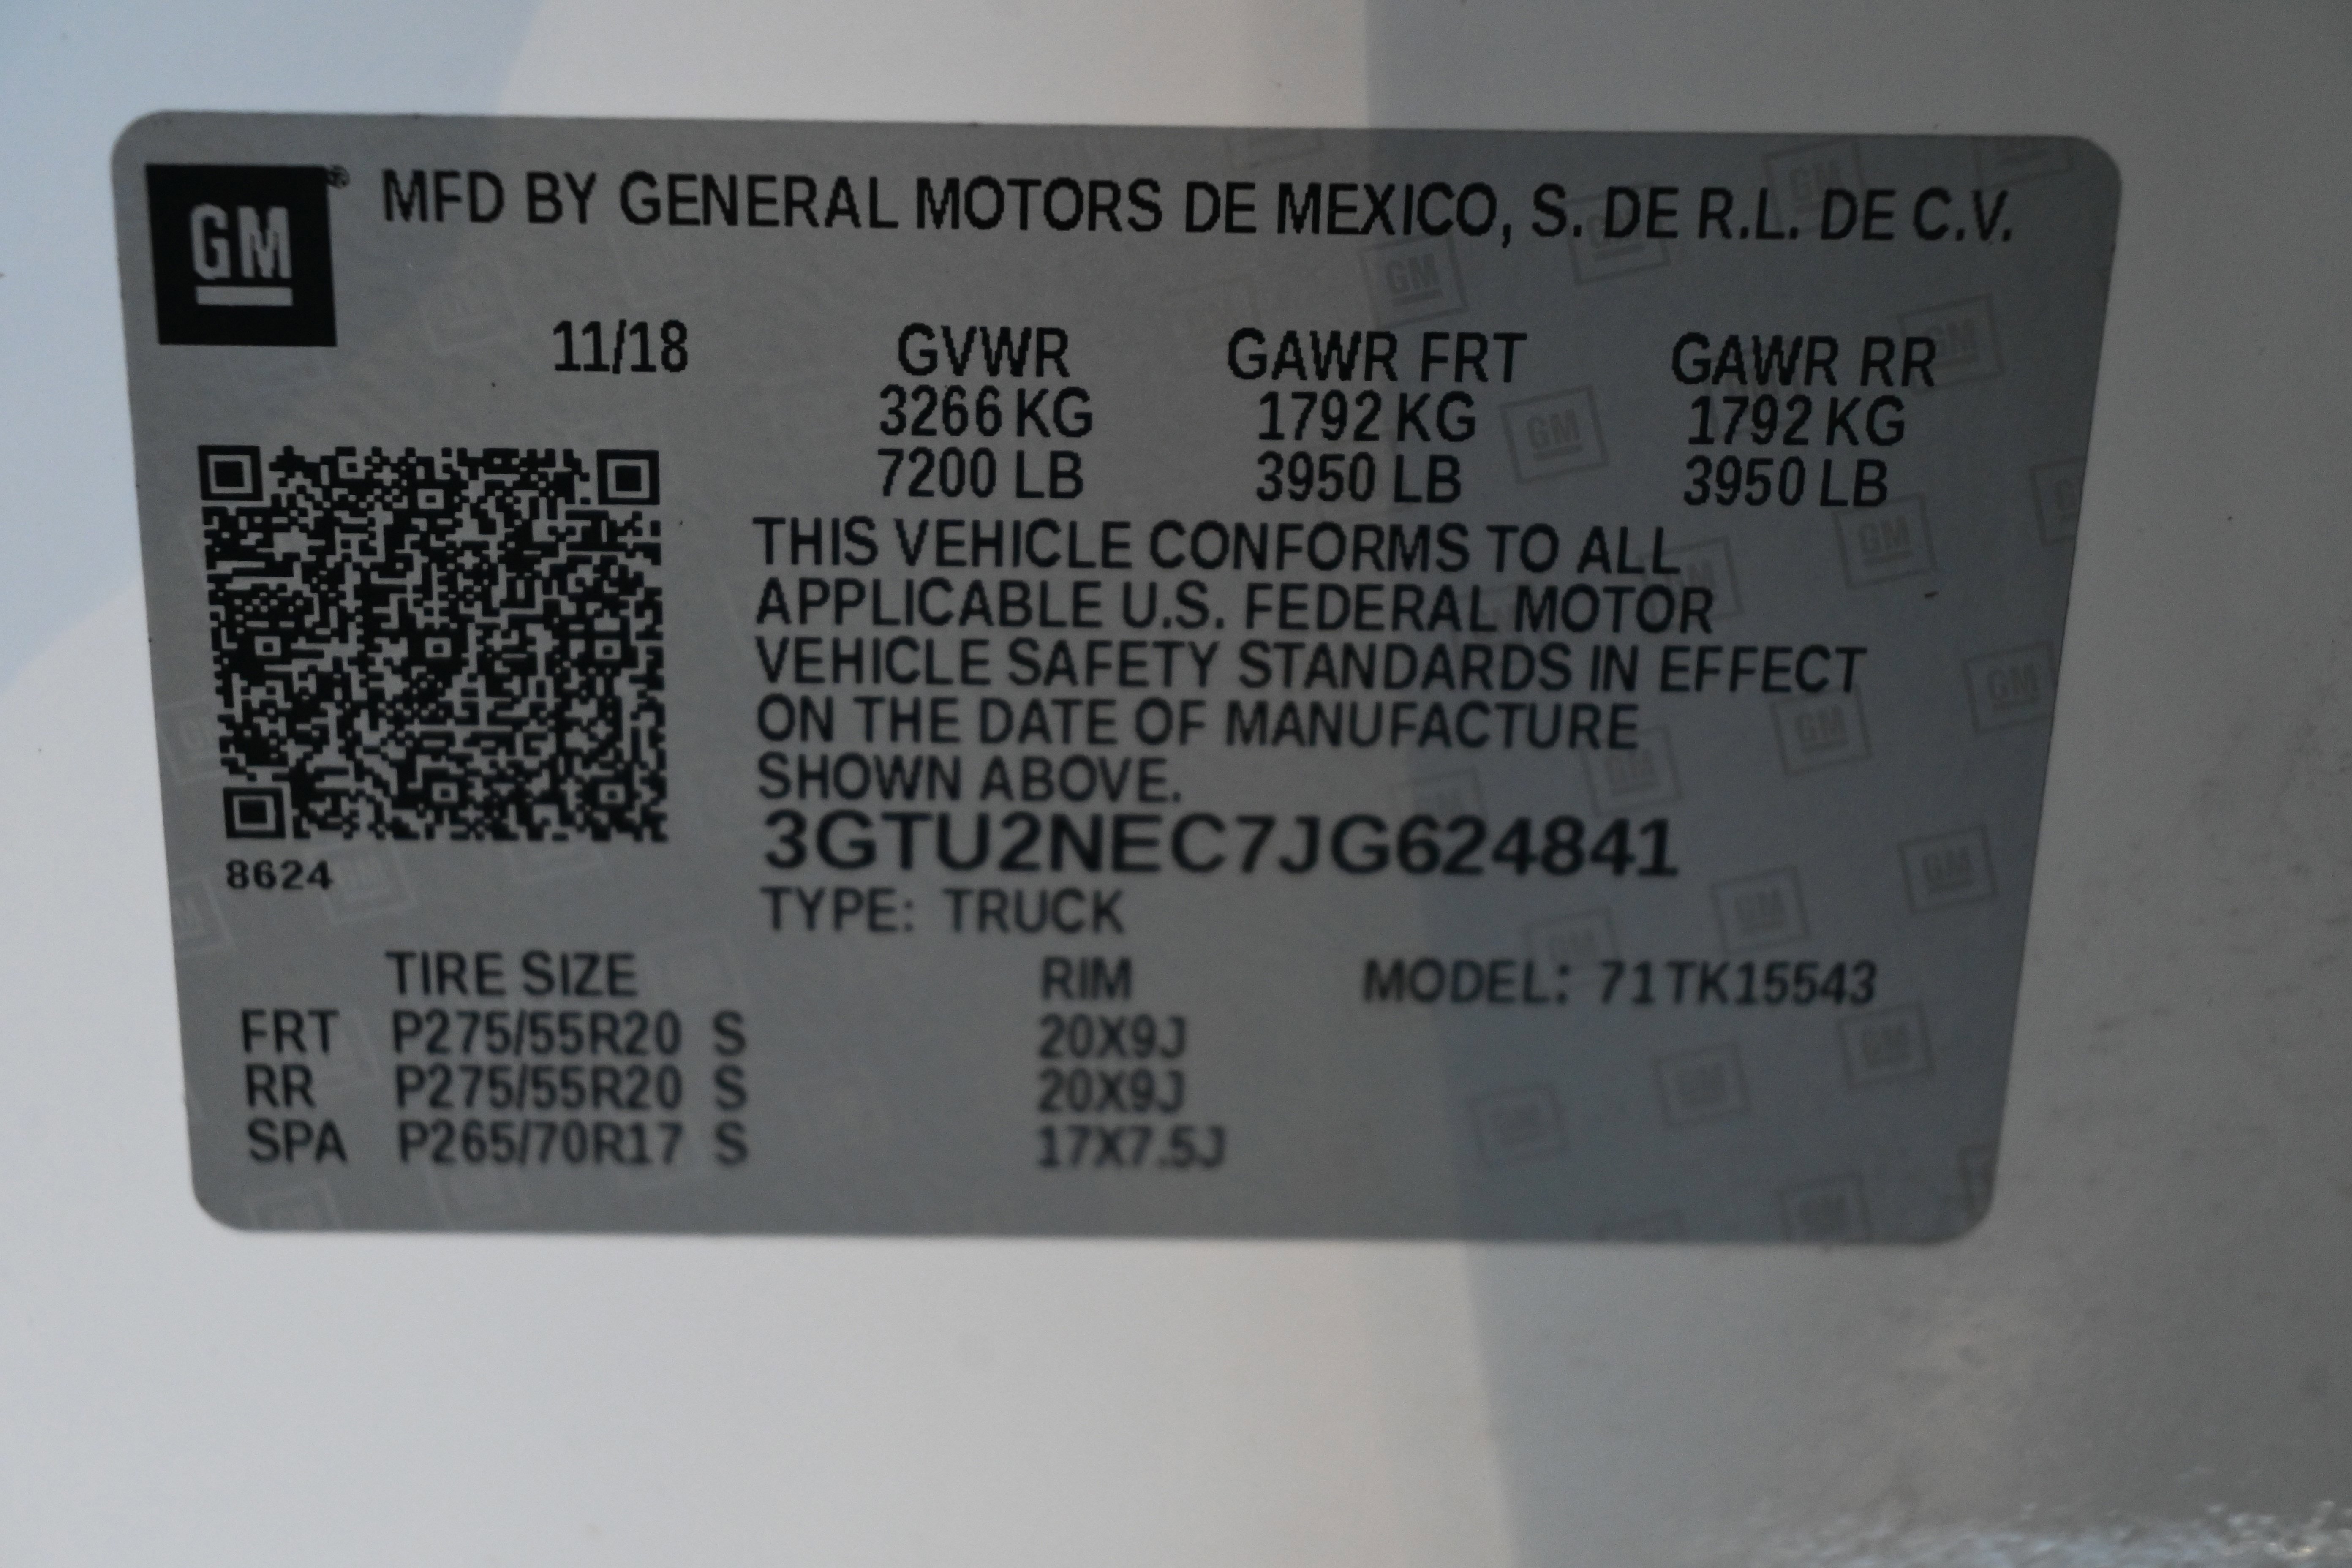 GM ® MFD BY GENERAL MOTORS DE MEXICO, S. DE R.L. DE C.V.
11/18 GVWR GAWR FRT GAWR RR
3266 KG 1792 KG 1792 KG
7200 LB 3950 LB 3950 LB
THIS VEHICLE CONFORMS TO ALL
APPLICABLE U.S. FEDERAL MOTOR
VEHICLE SAFETY STANDARDS IN EFFECT
ON THE DATE OF MANUFACTURE
SHOWN ABOVE.
3GTU2NEC7JG624841
8624
TYPE: TRUCK
TIRE SIZE RIM MODEL: 71TK15543
FRT P275/55R20 S 20X9J
RR P275/55R20 S 20X9J
SPA P265/70R17 S 17X7.5J